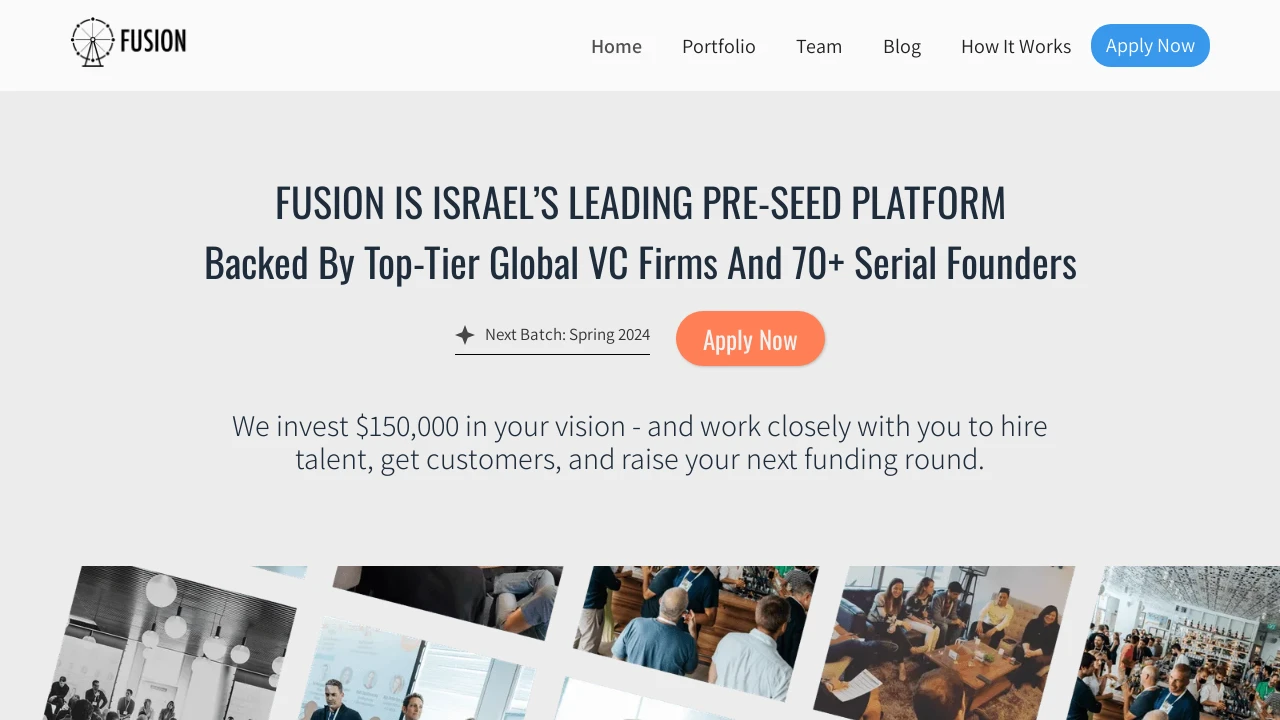 FUSION
Home
Portfolio
Team
Blog
How It Works
Apply Now
FUSION IS ISRAEL’S LEADING PRE-SEED PLATFORM
Backed By Top-Tier Global VC Firms And 70+ Serial Founders
Next Batch: Spring 2024
Apply Now
We invest $150,000 in your vision - and work closely with you to hire
talent, get customers, and raise your next funding round.